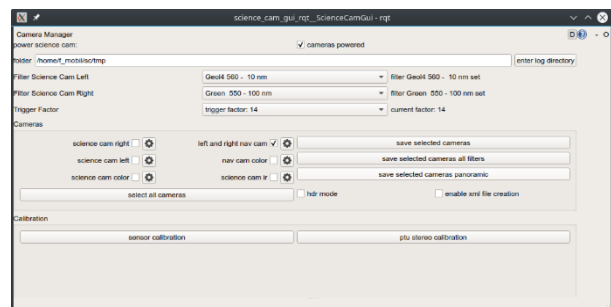 science_cam_gui_rqt__ScienceCamGui - rqt
Camera Manager
power science cam: cameras powered
folder /home/f_mobil/sc/tmp enter log directory
Filter Science Cam Left Geol4 560 - 10 nm filter Geol4 560 - 10 nm set
Filter Science Cam Right Green 550 - 100 nm filter Green 550 - 100 nm set
Trigger Factor trigger factor: 14 current factor: 14
Cameras
science cam right left and right nav cam save selected cameras
science cam left nav cam color save selected cameras all filters
science cam color science cam ir save selected cameras panoramic
select all cameras hdr mode enable xml file creation
Calibration
sensor calibration ptu stereo calibration